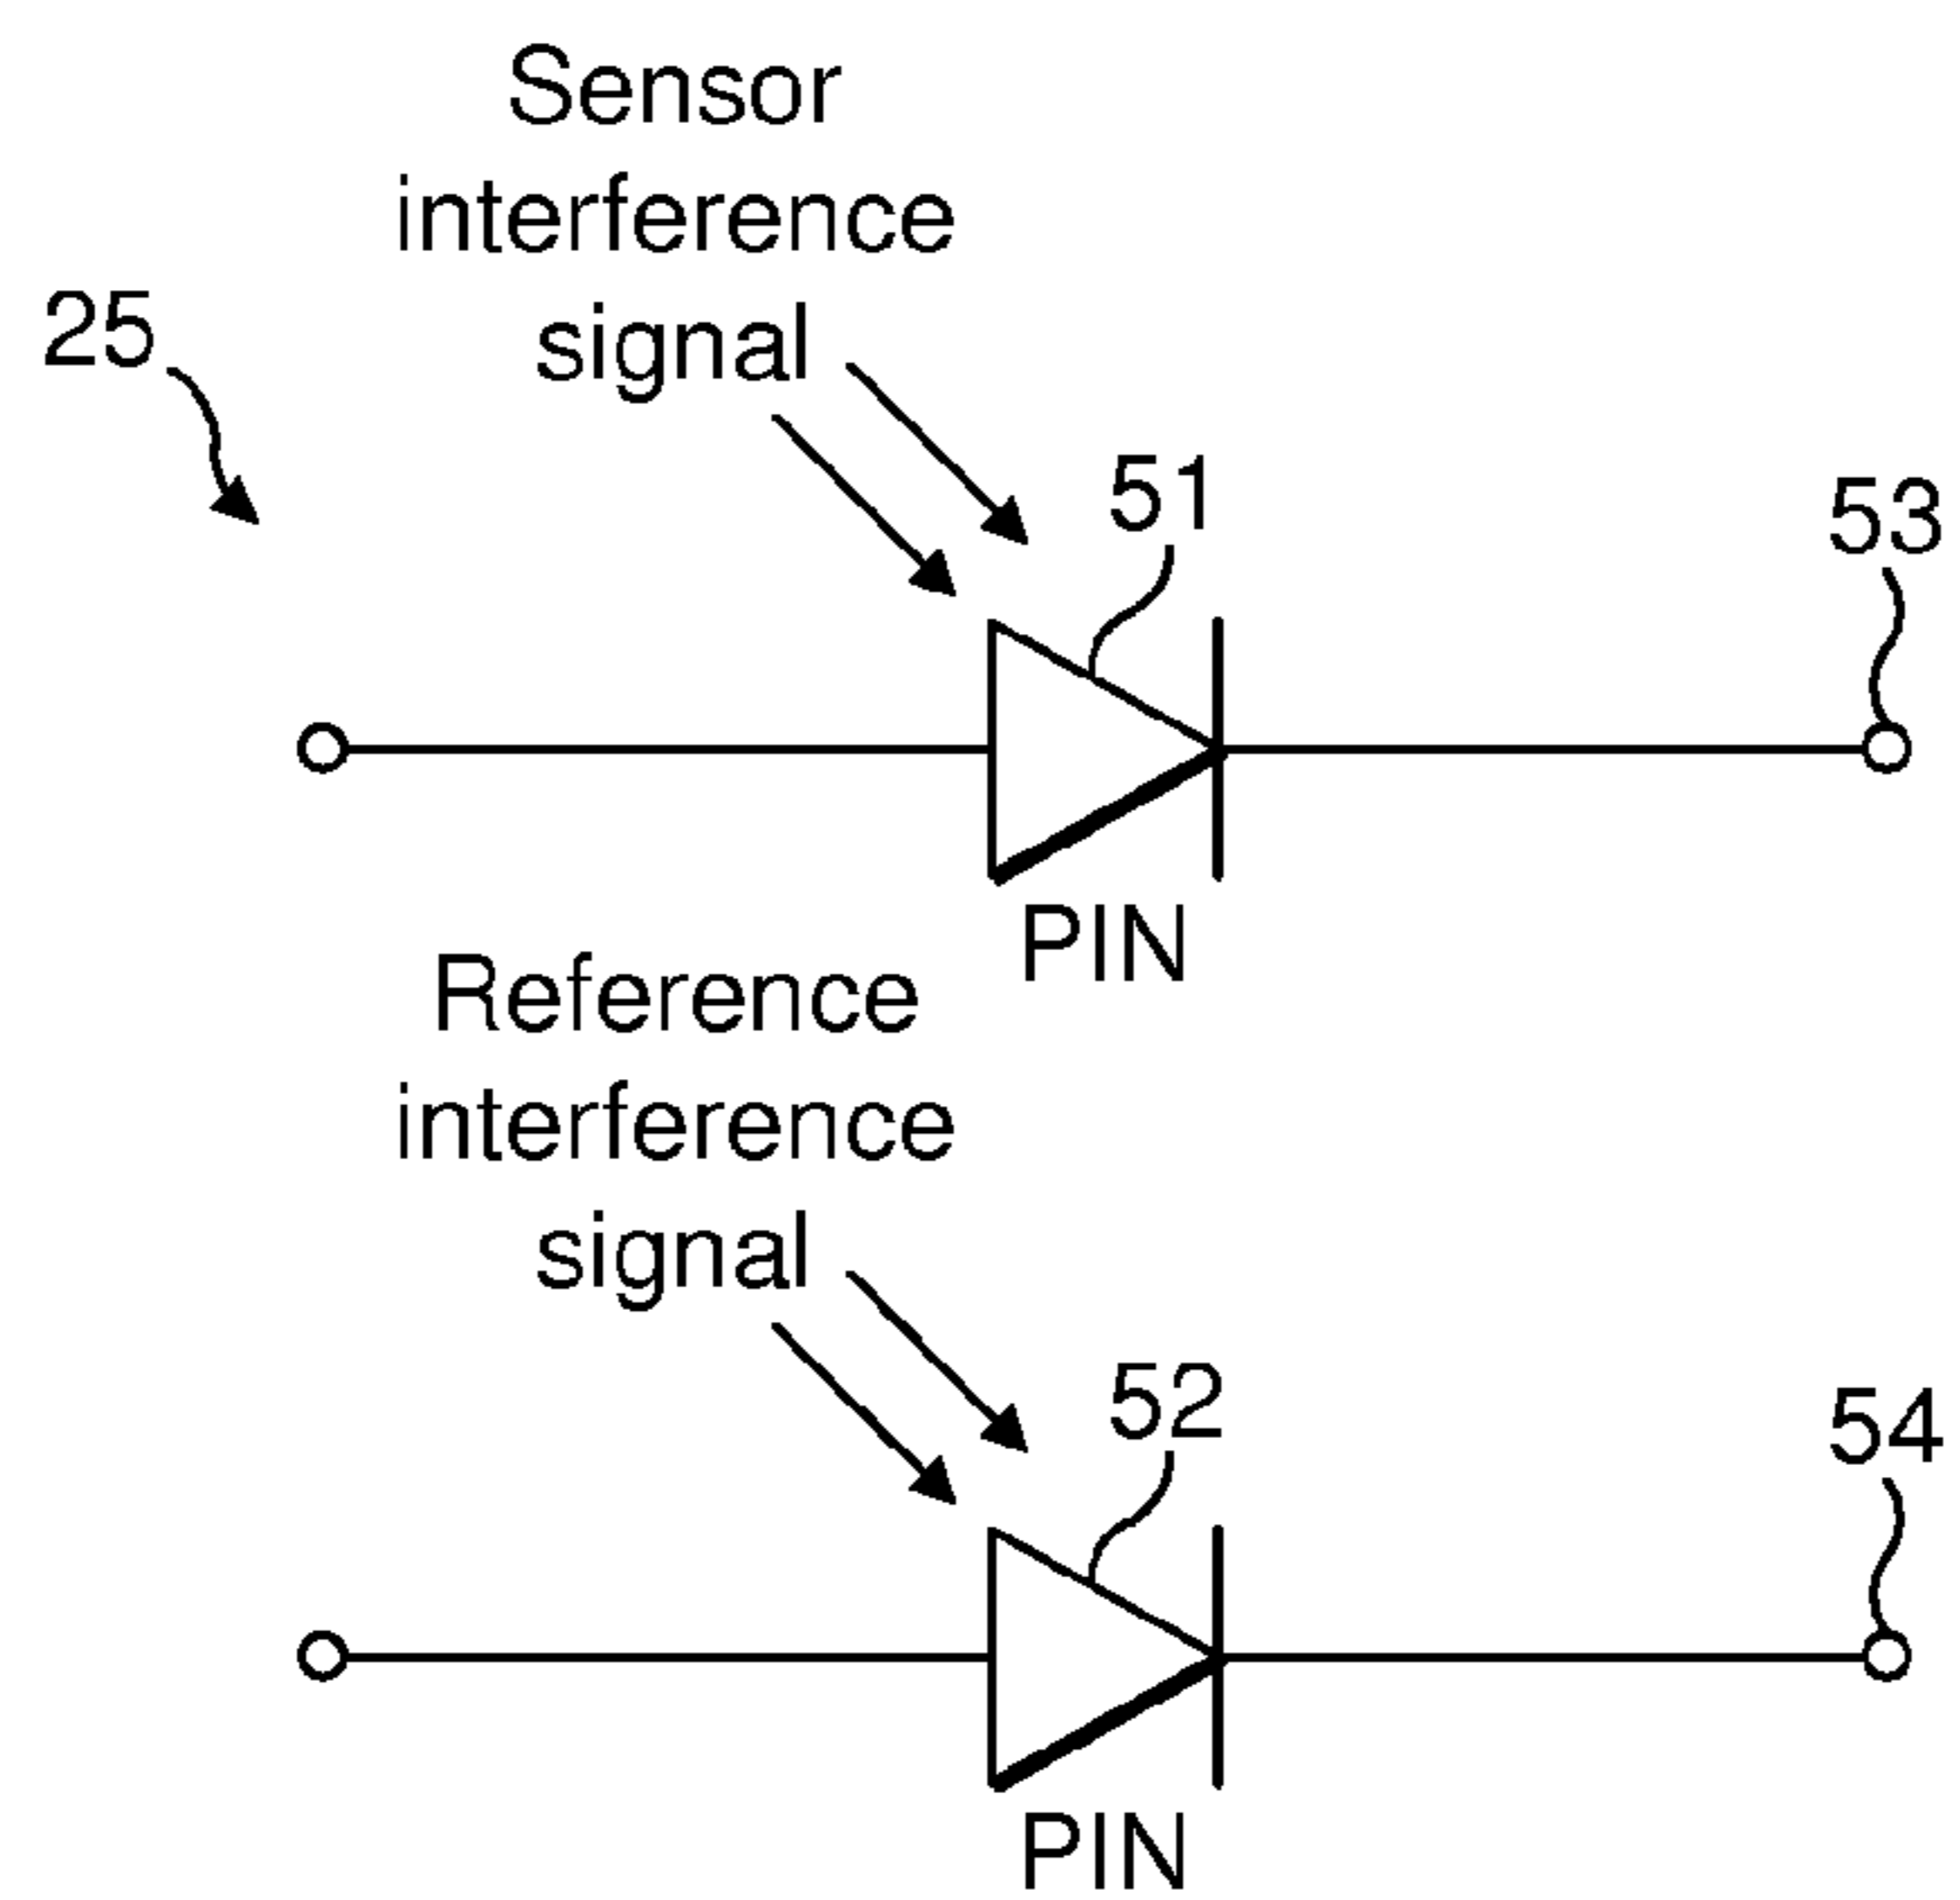 Sensor
interference
signal
25
51
53
PIN
Reference
interference
signal
52
54
PIN